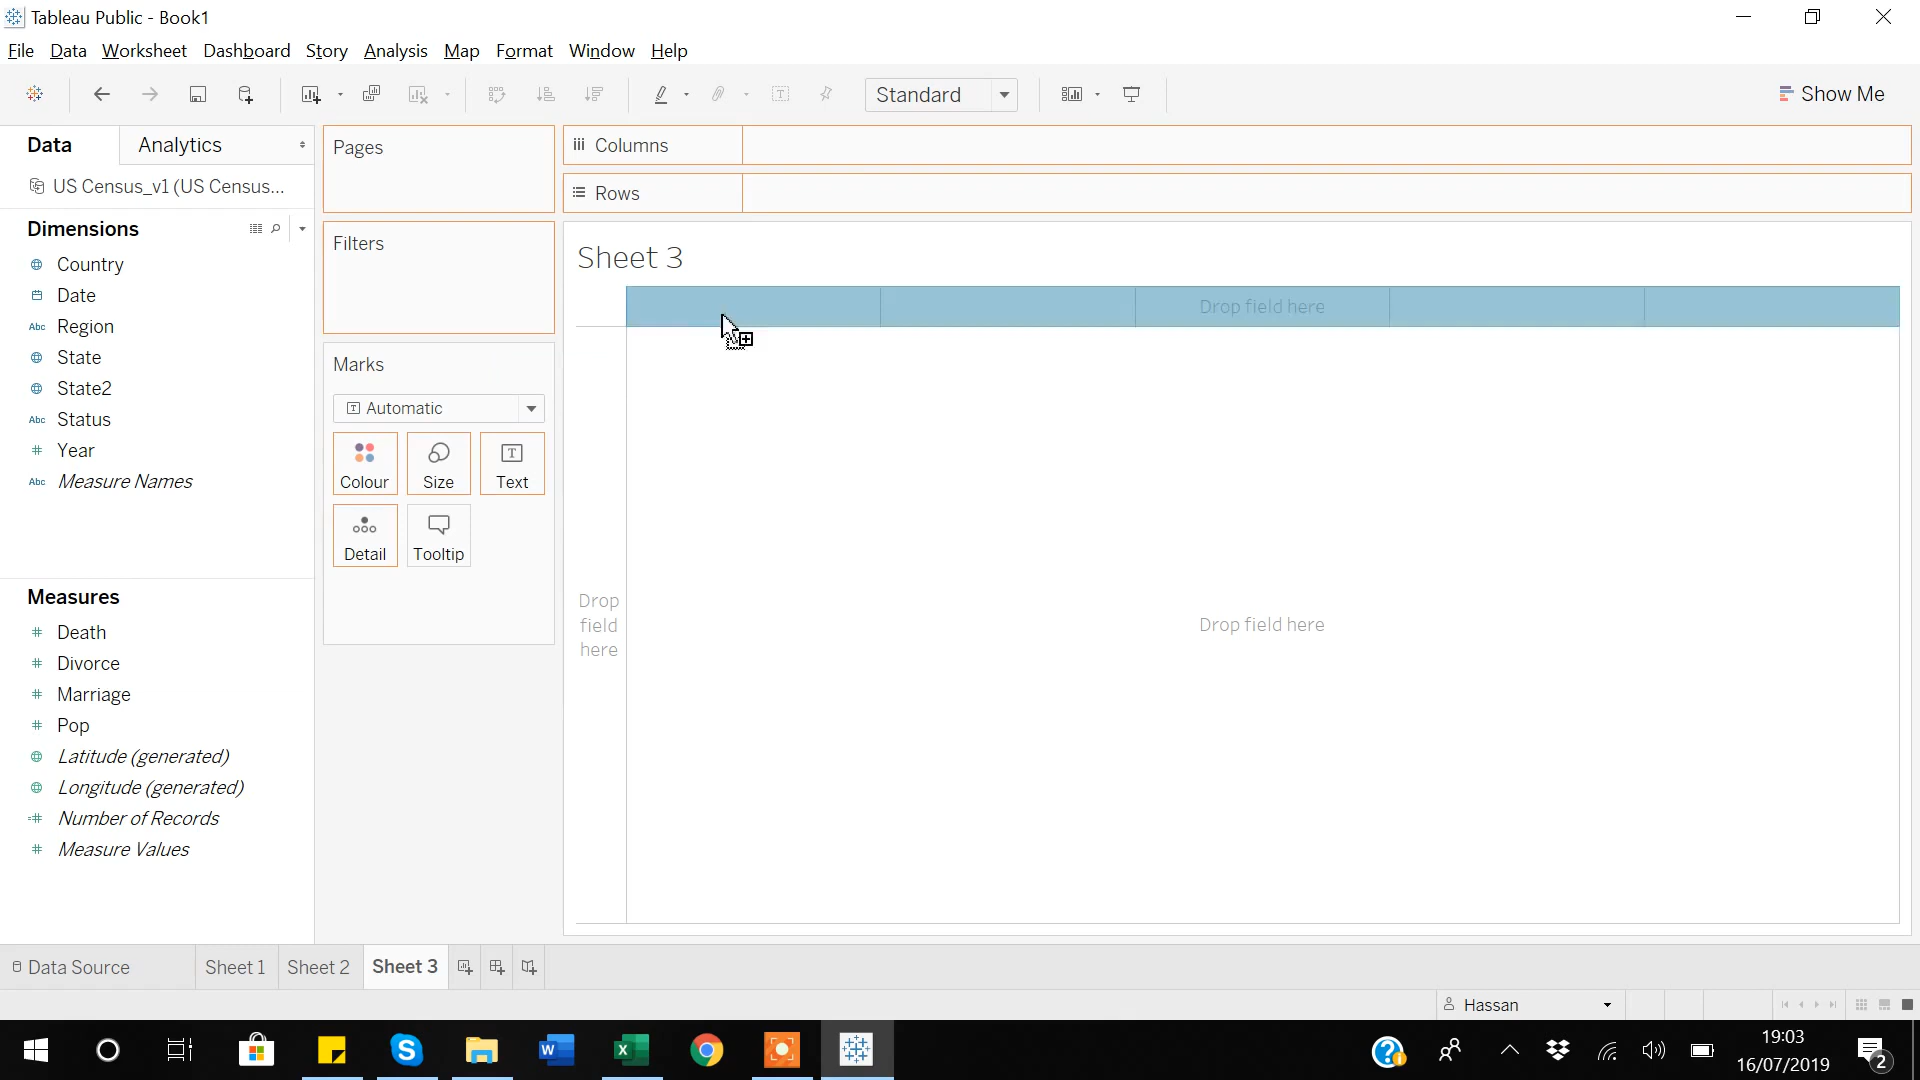 Tableau Public - Book1
File Data Worksheet Dashboard Story Analysis Map Format Window Help
Standard
Show Me
Data
Analytics
US Census_v1 (US Census...
Dimensions
Country
Date
Abc Region
State
State2
Abc Status
# Year
Abc Measure Names
Measures
# Death
# Divorce
# Marriage
# Pop
Latitude (generated)
Longitude (generated)
=# Number of Records
# Measure Values
Pages
Filters
Marks
T Automatic
Colour
Size
T
Text
Detail
Tooltip
Columns
Rows
Sheet 3
Drop field here
Drop
field
here
Drop field here
Data Source
Sheet 1
Sheet 2
Sheet 3
Hassan
19:03
16/07/2019
2